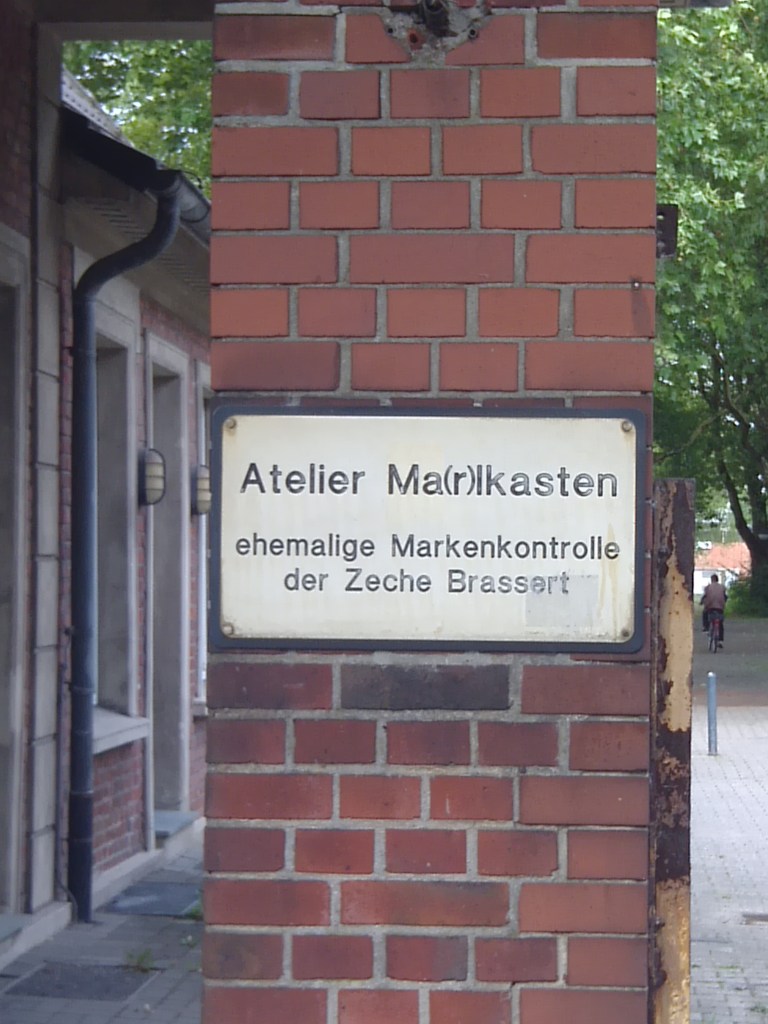 Atelier Ma(r)lkasten
ehemalige Markenkontrolle
der Zeche Brassert